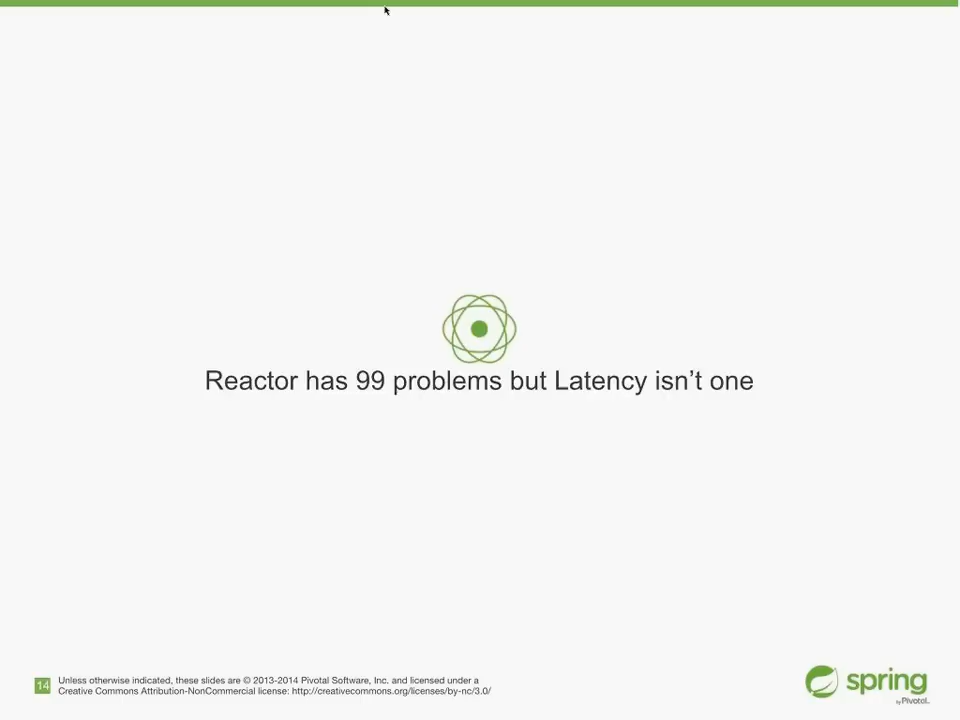 Reactor has 99 problems but Latency isn’t one
14
Unless otherwise indicated, these slides are © 2013-2014 Pivotal Software, Inc. and licensed under a
Creative Commons Attribution-NonCommercial license: http://creativecommons.org/licenses/by-nc/3.0/
spring
by Pivotal.